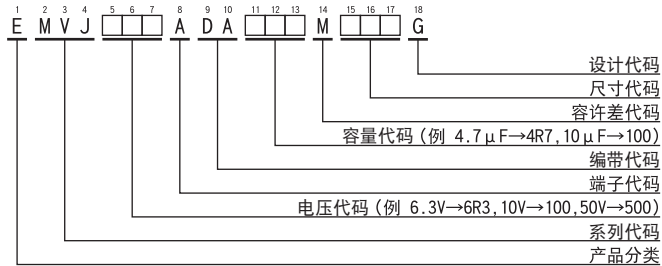 1 2 3 4 5 6 7 8 9 10 11 12 13 14 15 16 17 18
E MVJ □□□ A DA □□□ M □□□ G
设计代码
尺寸代码
容许差代码
容量代码 (例 4.7μF→4R7,10μF→100)
编带代码
端子代码
电压代码 (例 6.3V→6R3,10V→100,50V→500)
系列代码
产品分类